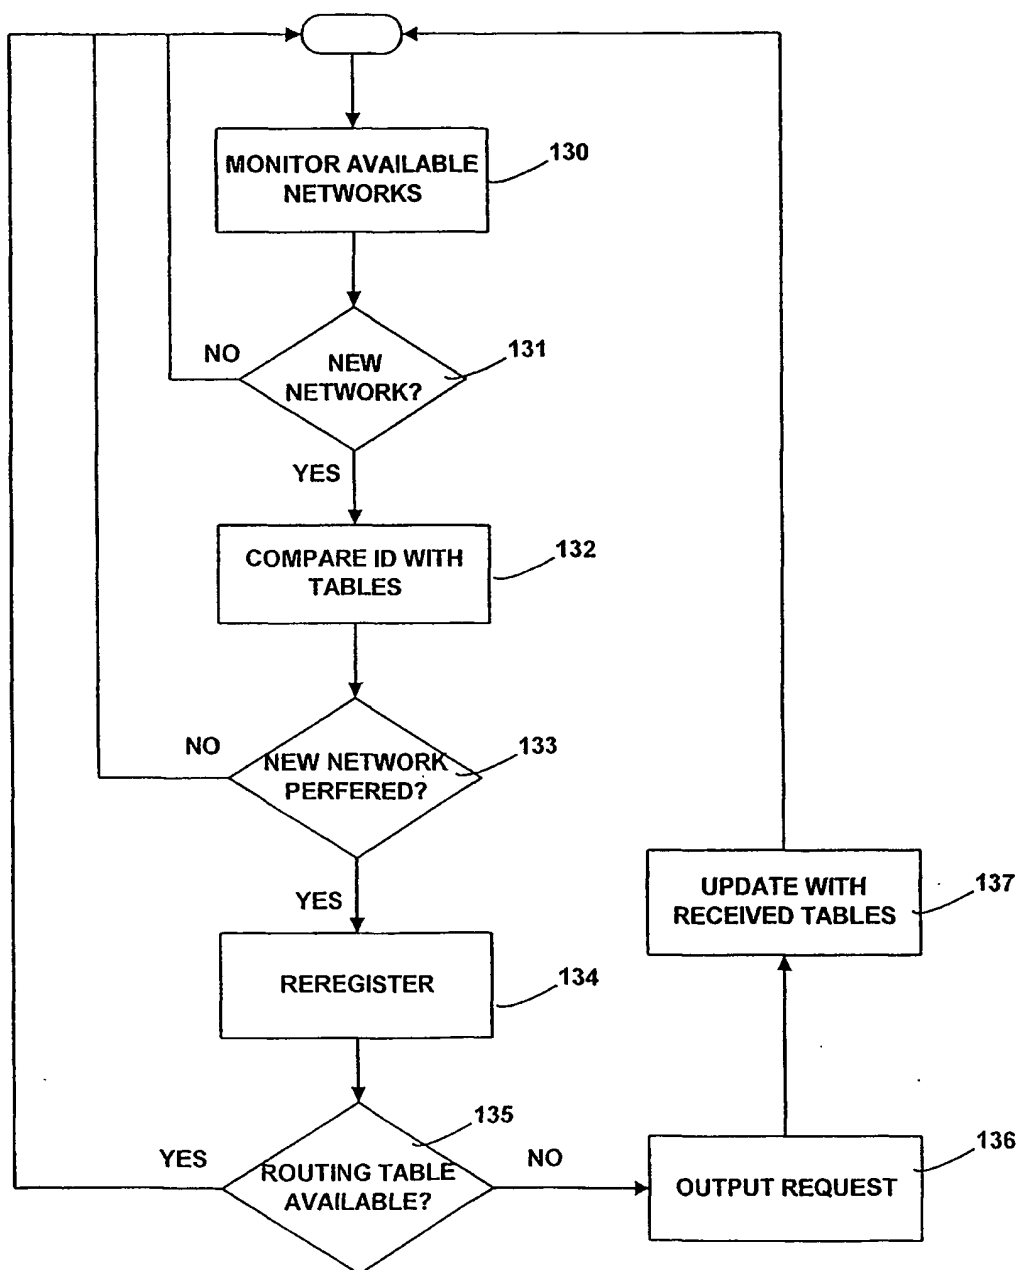 MONITOR AVAILABLE
NETWORKS
130
NEW
NETWORK?
131
NO
YES
COMPARE ID WITH
TABLES
132
NEW NETWORK
PERFERED?
133
NO
YES
REREGISTER
134
UPDATE WITH
RECEIVED TABLES
137
ROUTING TABLE
AVAILABLE?
135
YES
NO
OUTPUT REQUEST
136